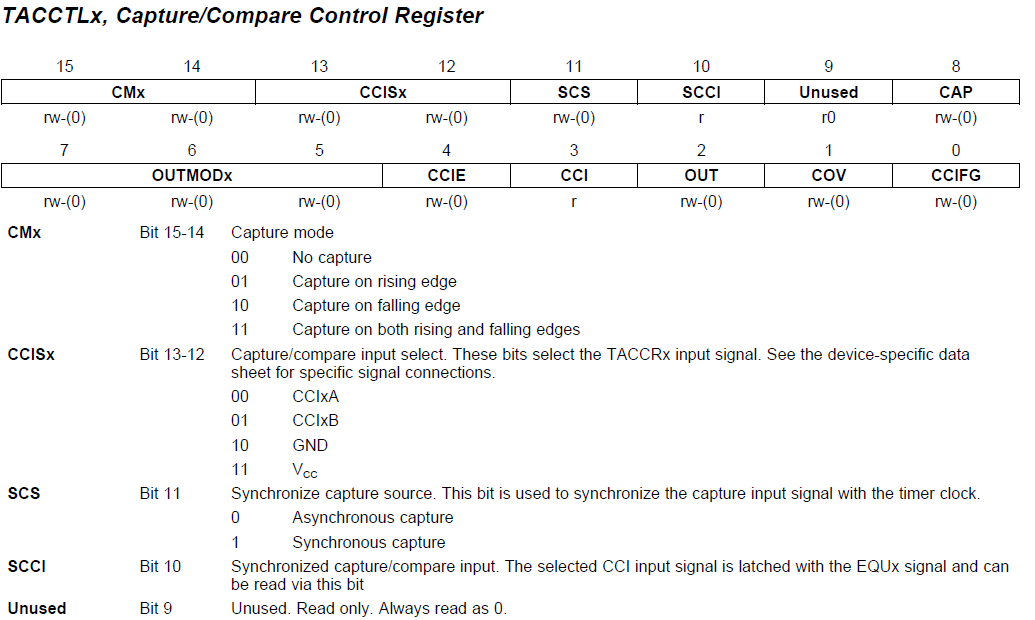 TACCTLx, Capture/Compare Control Register
15 14 13 12 11 10 9 8
CMx CCISx SCS SCCI Unused CAP
rw-(0) rw-(0) rw-(0) rw-(0) rw-(0) r r0 rw-(0)
7 6 5 4 3 2 1 0
OUTMODx CCIE CCI OUT COV CCIFG
rw-(0) rw-(0) rw-(0) rw-(0) r rw-(0) rw-(0) rw-(0)
CMx Bit 15-14 Capture mode
00 No capture
01 Capture on rising edge
10 Capture on falling edge
11 Capture on both rising and falling edges
CCISx Bit 13-12 Capture/compare input select. These bits select the TACCRx input signal. See the device-specific data
sheet for specific signal connections.
00 CCIxA
01 CCIxB
10 GND
11 VCC
SCS Bit 11 Synchronize capture source. This bit is used to synchronize the capture input signal with the timer clock.
0 Asynchronous capture
1 Synchronous capture
SCCI Bit 10 Synchronized capture/compare input. The selected CCI input signal is latched with the EQUx signal and can
be read via this bit
Unused Bit 9 Unused. Read only. Always read as 0.